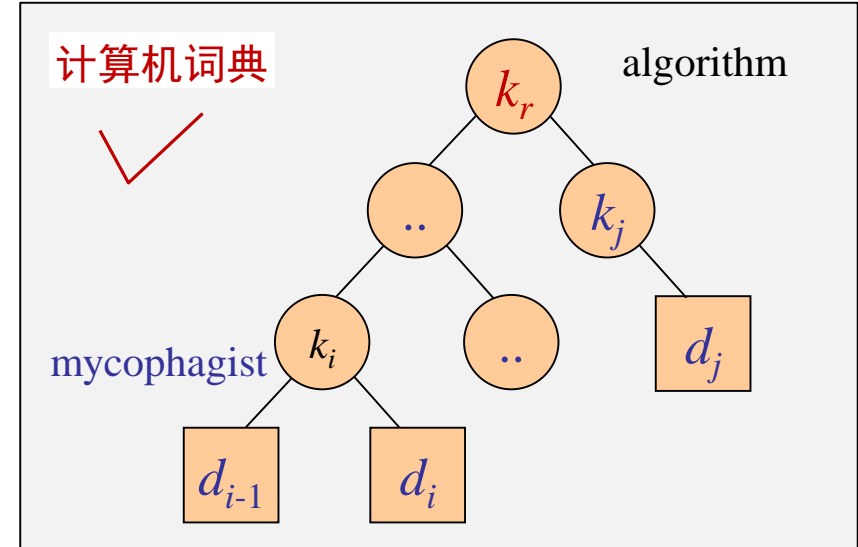 计算机词典
algorithm
k_r
..
k_j
mycophagist
k_i
..
d_j
d_{i-1}
d_i